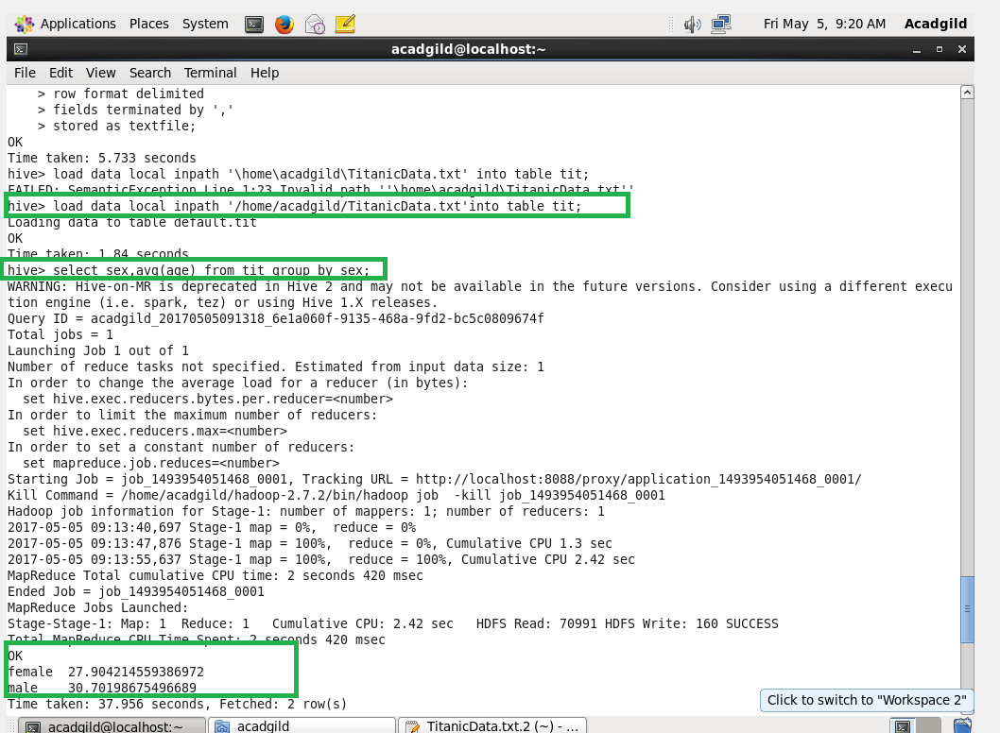 Applications Places System Fri May 5, 9:20 AM Acadgild
acadgild@localhost:~
File Edit View Search Terminal Help
> row format delimited
> fields terminated by ','
> stored as textfile;
OK
Time taken: 5.733 seconds
hive> load data local inpath '\home\acadgild\TitanicData.txt' into table tit;
FAILED: SemanticException Line 1:23 Invalid path ''\home\acadgild\TitanicData.txt''
hive> load data local inpath '/home/acadgild/TitanicData.txt'into table tit;
Loading data to table default.tit
OK
Time taken: 1.84 seconds
hive> select sex,avg(age) from tit group by sex;
WARNING: Hive-on-MR is deprecated in Hive 2 and may not be available in the future versions. Consider using a different execu
tion engine (i.e. spark, tez) or using Hive 1.X releases.
Query ID = acadgild_20170505091318_6e1a060f-9135-468a-9fd2-bc5c0809674f
Total jobs = 1
Launching Job 1 out of 1
Number of reduce tasks not specified. Estimated from input data size: 1
In order to change the average load for a reducer (in bytes):
set hive.exec.reducers.bytes.per.reducer=<number>
In order to limit the maximum number of reducers:
set hive.exec.reducers.max=<number>
In order to set a constant number of reducers:
set mapreduce.job.reduces=<number>
Starting Job = job_1493954051468_0001, Tracking URL = http://localhost:8088/proxy/application_1493954051468_0001/
Kill Command = /home/acadgild/hadoop-2.7.2/bin/hadoop job  -kill job_1493954051468_0001
Hadoop job information for Stage-1: number of mappers: 1; number of reducers: 1
2017-05-05 09:13:40,697 Stage-1 map = 0%,  reduce = 0%
2017-05-05 09:13:47,876 Stage-1 map = 100%,  reduce = 0%, Cumulative CPU 1.3 sec
2017-05-05 09:13:55,637 Stage-1 map = 100%,  reduce = 100%, Cumulative CPU 2.42 sec
MapReduce Total cumulative CPU time: 2 seconds 420 msec
Ended Job = job_1493954051468_0001
MapReduce Jobs Launched:
Stage-Stage-1: Map: 1  Reduce: 1   Cumulative CPU: 2.42 sec   HDFS Read: 70991 HDFS Write: 160 SUCCESS
Total MapReduce CPU Time Spent: 2 seconds 420 msec
OK
female  27.904214559386972
male    30.70198675496689
Time taken: 37.956 seconds, Fetched: 2 row(s)
Click to switch to "Workspace 2"
acadgild@localhost:~ acadgild TitanicData.txt.2 (~) - ...